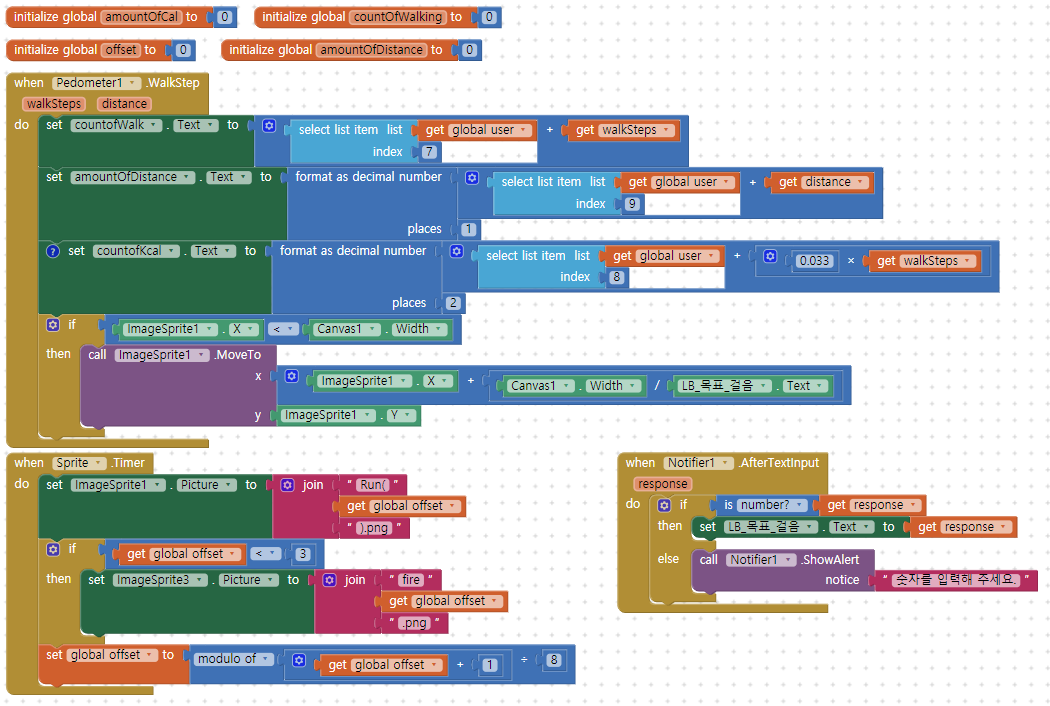 initialize global amountOfCal to 0
initialize global countOfWalking to 0
initialize global offset to 0
initialize global amountOfDistance to 0
when Pedometer1 .WalkStep
walkSteps distance
do set countofWalk . Text to select list item list get global user + get walkSteps
index 7
set amountOfDistance . Text to format as decimal number select list item list get global user + get distance
index 9
places 1
? set countofKcal . Text to format as decimal number select list item list get global user + 0.033 × get walkSteps
index 8
places 2
if ImageSprite1 . X < Canvas1 . Width
then call ImageSprite1 .MoveTo
x ImageSprite1 . X + Canvas1 . Width / LB_목표_걸음 . Text
y ImageSprite1 . Y
when Sprite .Timer
do set ImageSprite1 . Picture to join " Run( "
get global offset
" ).png "
if get global offset < 3
then set ImageSprite3 . Picture to join " fire "
get global offset
" .png "
set global offset to modulo of get global offset + 1 ÷ 8
when Notifier1 .AfterTextInput
response
do if is number? get response
then set LB_목표_걸음 . Text to get response
else call Notifier1 .ShowAlert
notice " 숫자를 입력해 주세요. "